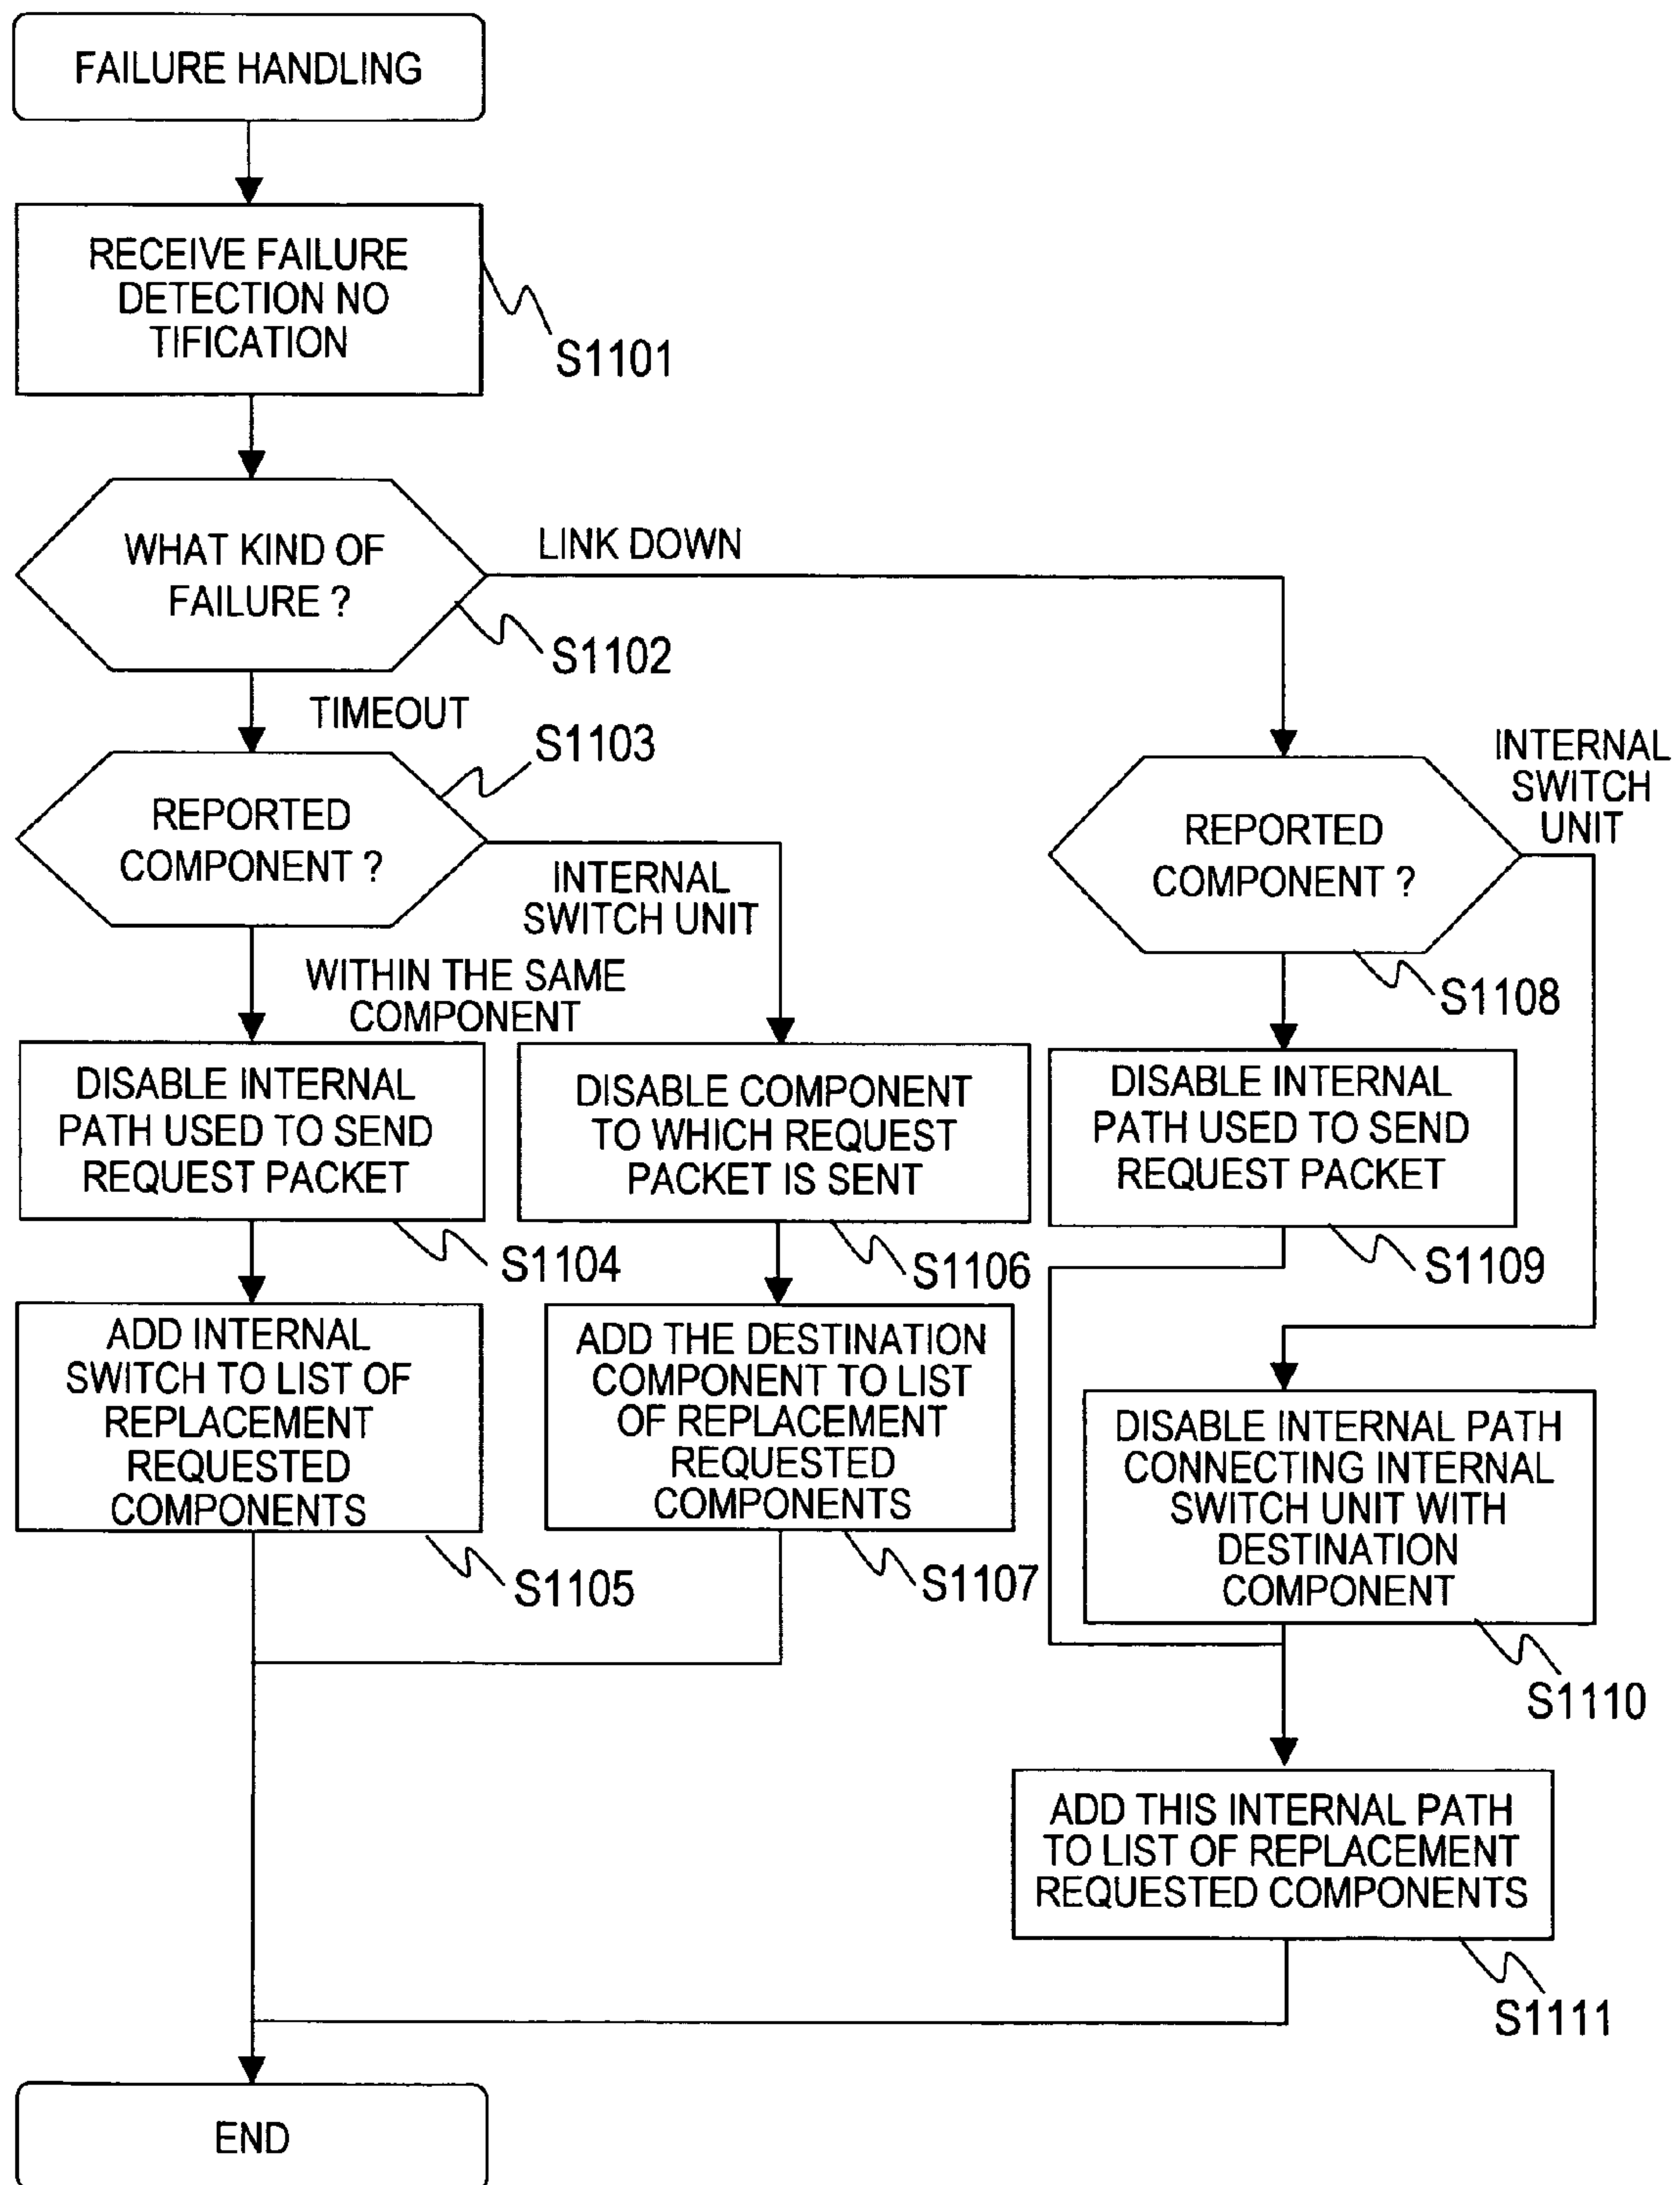 FAILURE HANDLING
RECEIVE FAILURE
DETECTION NO
TIFICATION
S1101
WHAT KIND OF
FAILURE ?
LINK DOWN
S1102
TIMEOUT
S1103
REPORTED
COMPONENT ?
INTERNAL
SWITCH UNIT
WITHIN THE SAME
COMPONENT
REPORTED
COMPONENT ?
INTERNAL
SWITCH
UNIT
S1108
DISABLE INTERNAL
PATH USED TO SEND
REQUEST PACKET
S1104
DISABLE COMPONENT
TO WHICH REQUEST
PACKET IS SENT
S1106
DISABLE INTERNAL
PATH USED TO SEND
REQUEST PACKET
S1109
ADD INTERNAL
SWITCH TO LIST OF
REPLACEMENT
REQUESTED
COMPONENTS
S1105
ADD THE DESTINATION
COMPONENT TO LIST
OF REPLACEMENT
REQUESTED
COMPONENTS
S1107
DISABLE INTERNAL PATH
CONNECTING INTERNAL
SWITCH UNIT WITH
DESTINATION
COMPONENT
S1110
ADD THIS INTERNAL PATH
TO LIST OF REPLACEMENT
REQUESTED COMPONENTS
S1111
END